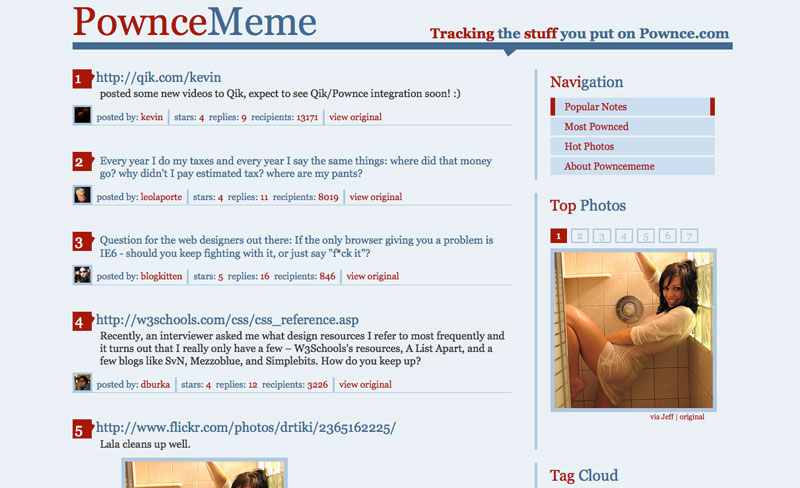 PownceMeme
Tracking the stuff you put on Pownce.com
1 http://qik.com/kevin
posted some new videos to Qik, expect to see Qik/Pownce integration soon! :)
posted by: kevin stars: 4 replies: 9 recipients: 13171 view original
2 Every year I do my taxes and every year I say the same things: where did that money
go? why didn't I pay estimated tax? where are my pants?
posted by: leolaporte stars: 4 replies: 11 recipients: 8019 view original
3 Question for the web designers out there: If the only browser giving you a problem is
IE6 - should you keep fighting with it, or just say "f*ck it"?
posted by: blogkitten stars: 5 replies: 16 recipients: 846 view original
4 http://w3schools.com/css/css_reference.asp
Recently, an interviewer asked me what design resources I refer to most frequently and
it turns out that I really only have a few – W3Schools's resources, A List Apart, and a
few blogs like SvN, Mezzoblue, and Simplebits. How do you keep up?
posted by: dburka stars: 4 replies: 12 recipients: 3226 view original
5 http://www.flickr.com/photos/drtiki/2365162225/
Lala cleans up well.
Navigation
Popular Notes
Most Pownced
Hot Photos
About Powncememe
Top Photos
1 2 3 4 5 6 7
via Jeff | original
Tag Cloud